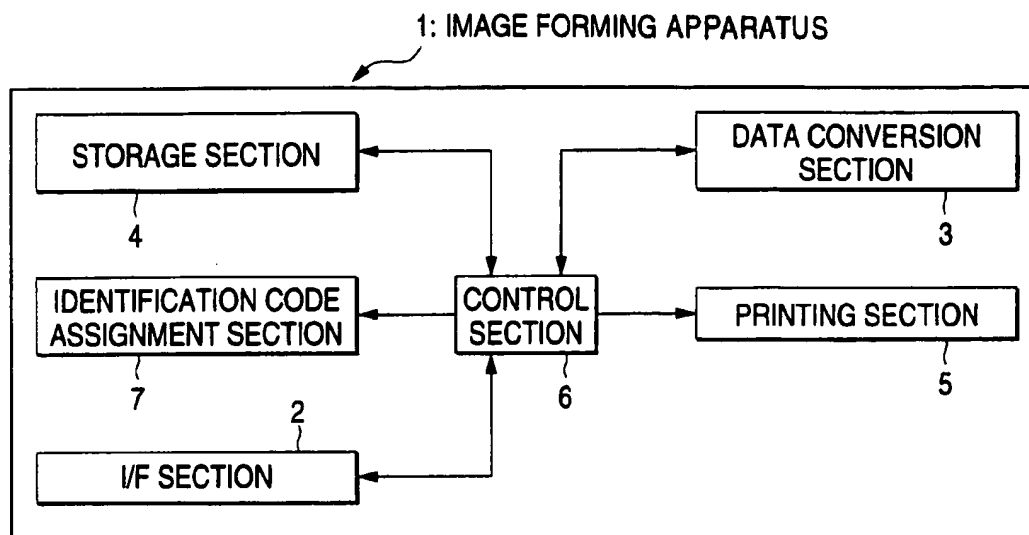 1: IMAGE FORMING APPARATUS
STORAGE SECTION
4
DATA CONVERSION
SECTION
3
IDENTIFICATION CODE
ASSIGNMENT SECTION
7
CONTROL
SECTION
6
PRINTING SECTION
5
2
I/F SECTION